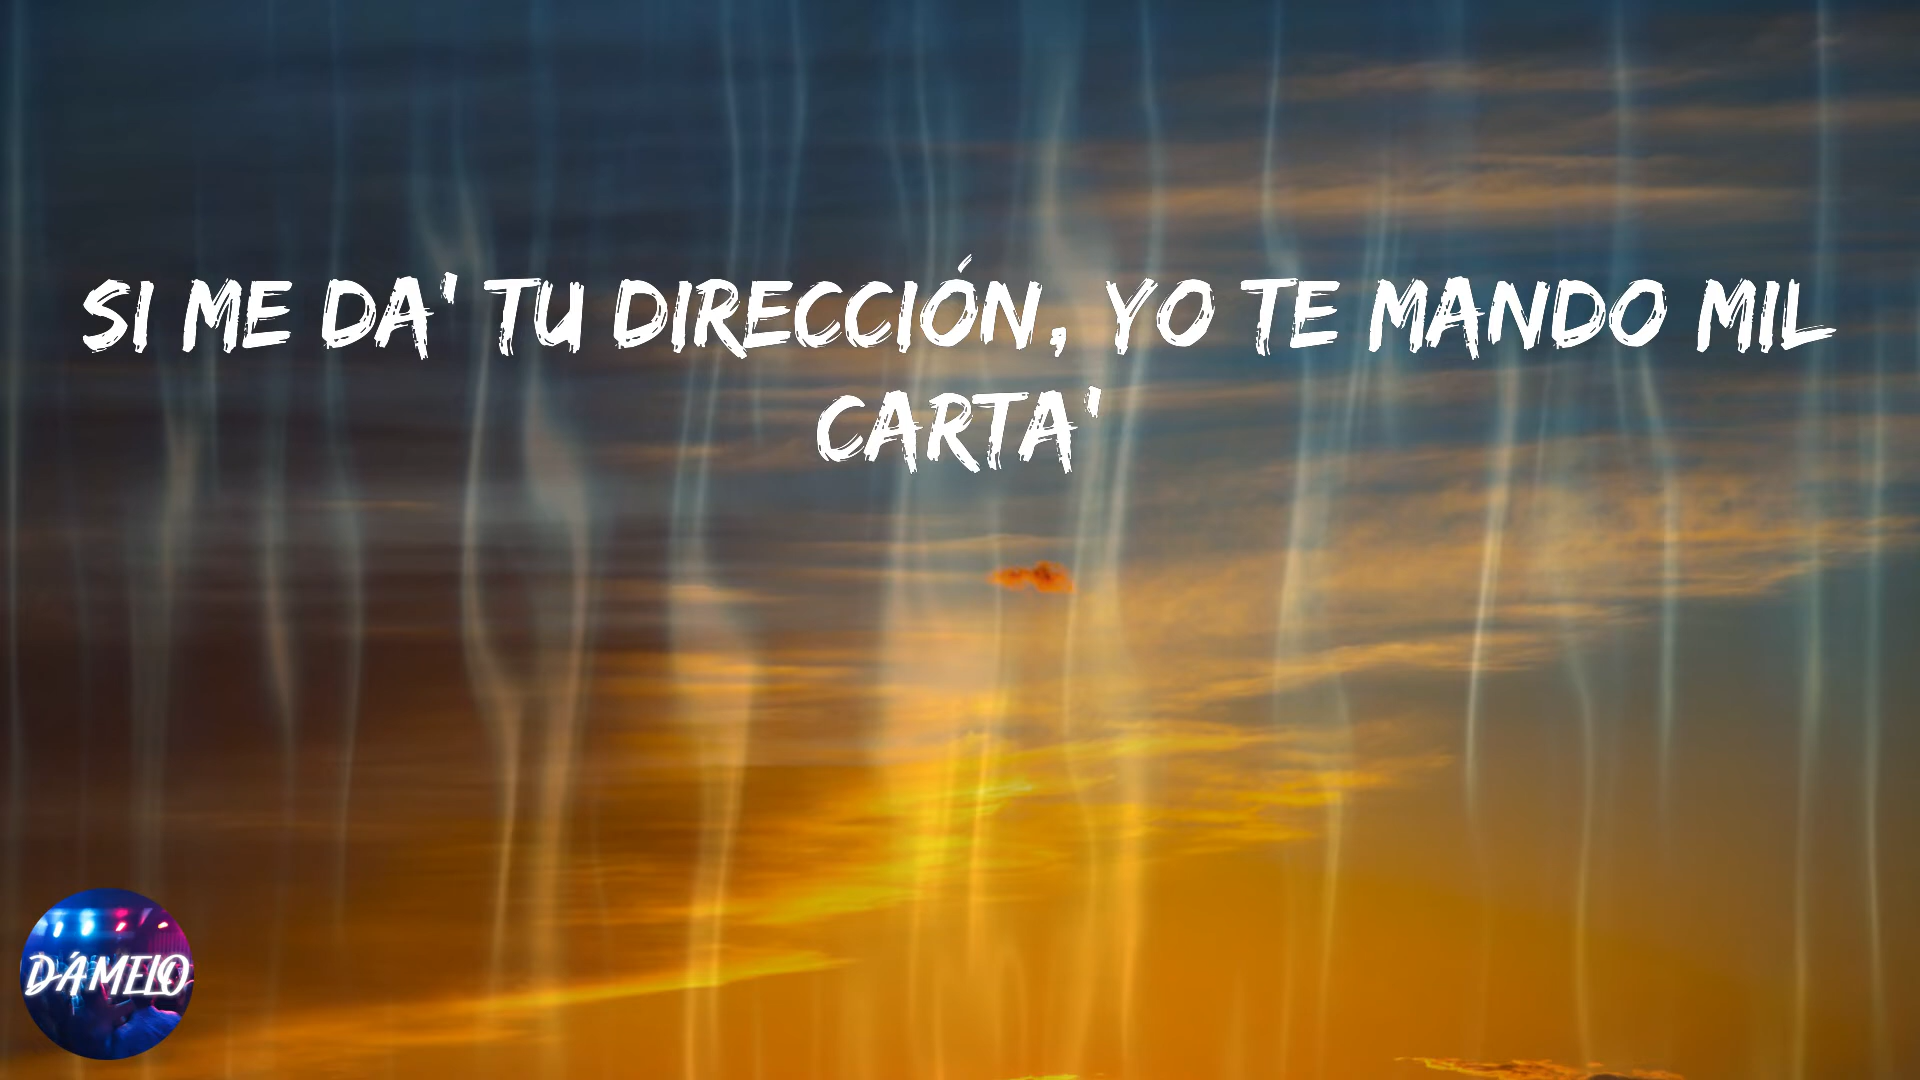 SI ME DA' TU DIRECCIÓN, YO TE MANDO MIL
CARTA'
DÁMELO